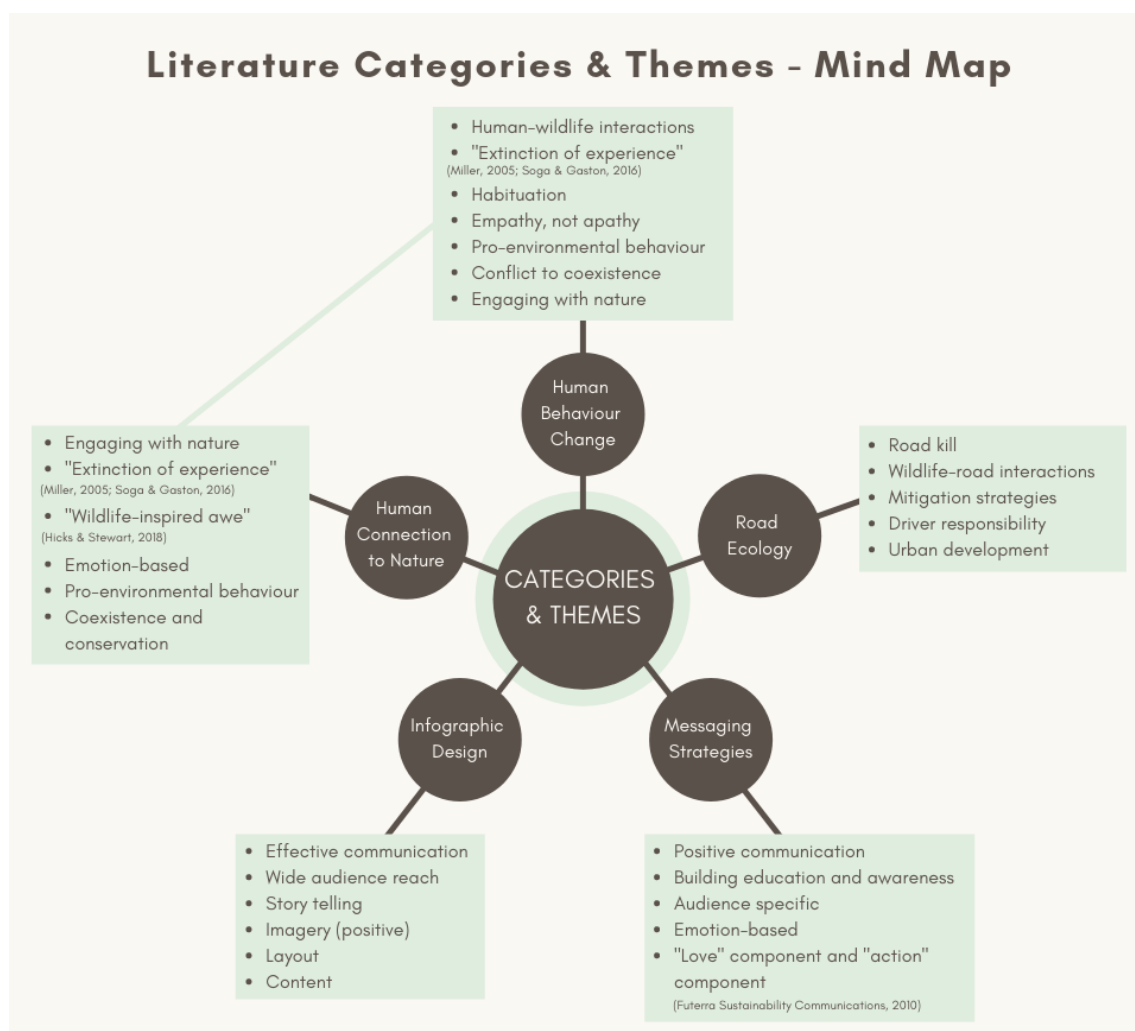 Literature Categories & Themes - Mind Map
• Human-wildlife interactions
• "Extinction of experience"
(Miller, 2005; Soga & Gaston, 2016)
• Habituation
• Empathy, not apathy
• Pro-environmental behaviour
• Conflict to coexistence
• Engaging with nature
Human
Behaviour
Change
• Engaging with nature
• "Extinction of experience"
(Miller, 2005; Soga & Gaston, 2016)
• "Wildlife-inspired awe"
(Hicks & Stewart, 2018)
• Emotion-based
• Pro-environmental behaviour
• Coexistence and
conservation
Human
Connection
to Nature
Road
Ecology
• Road kill
• Wildlife-road interactions
• Mitigation strategies
• Driver responsibility
• Urban development
CATEGORIES
& THEMES
Infographic
Design
Messaging
Strategies
• Effective communication
• Wide audience reach
• Story telling
• Imagery (positive)
• Layout
• Content
• Positive communication
• Building education and awareness
• Audience specific
• Emotion-based
• "Love" component and "action"
component
(Futerra Sustainability Communications, 2010)